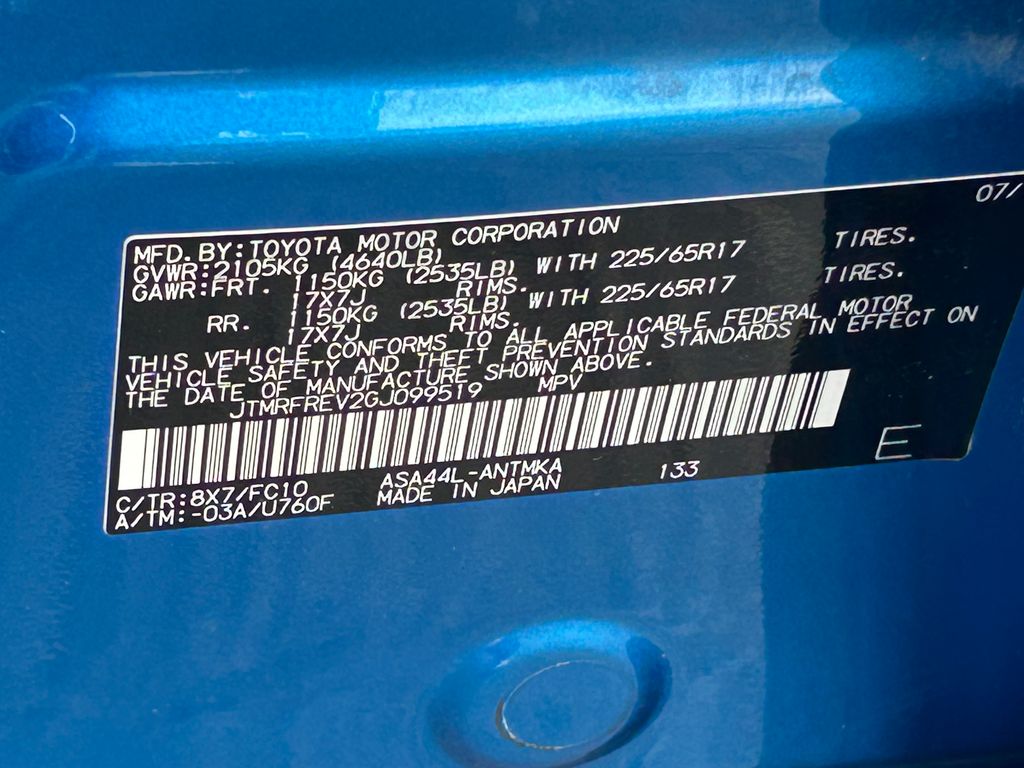 07/
MFD. BY: TOYOTA MOTOR CORPORATION
GVWR: 2105KG (4640LB)
GAWR: FRT. 1150KG (2535LB) WITH 225/65R17 TIRES.
17X7J RIMS.
RR. 1150KG (2535LB) WITH 225/65R17 TIRES.
17X7J RIMS.
THIS VEHICLE CONFORMS TO ALL APPLICABLE FEDERAL MOTOR
VEHICLE SAFETY AND THEFT PREVENTION STANDARDS IN EFFECT ON
THE DATE OF MANUFACTURE SHOWN ABOVE.
JTMRFREV2GJ099519 MPV
E
C/TR: 8X7/FC10 ASA44L-ANTMKA 133
A/TM: -03A/U760F MADE IN JAPAN